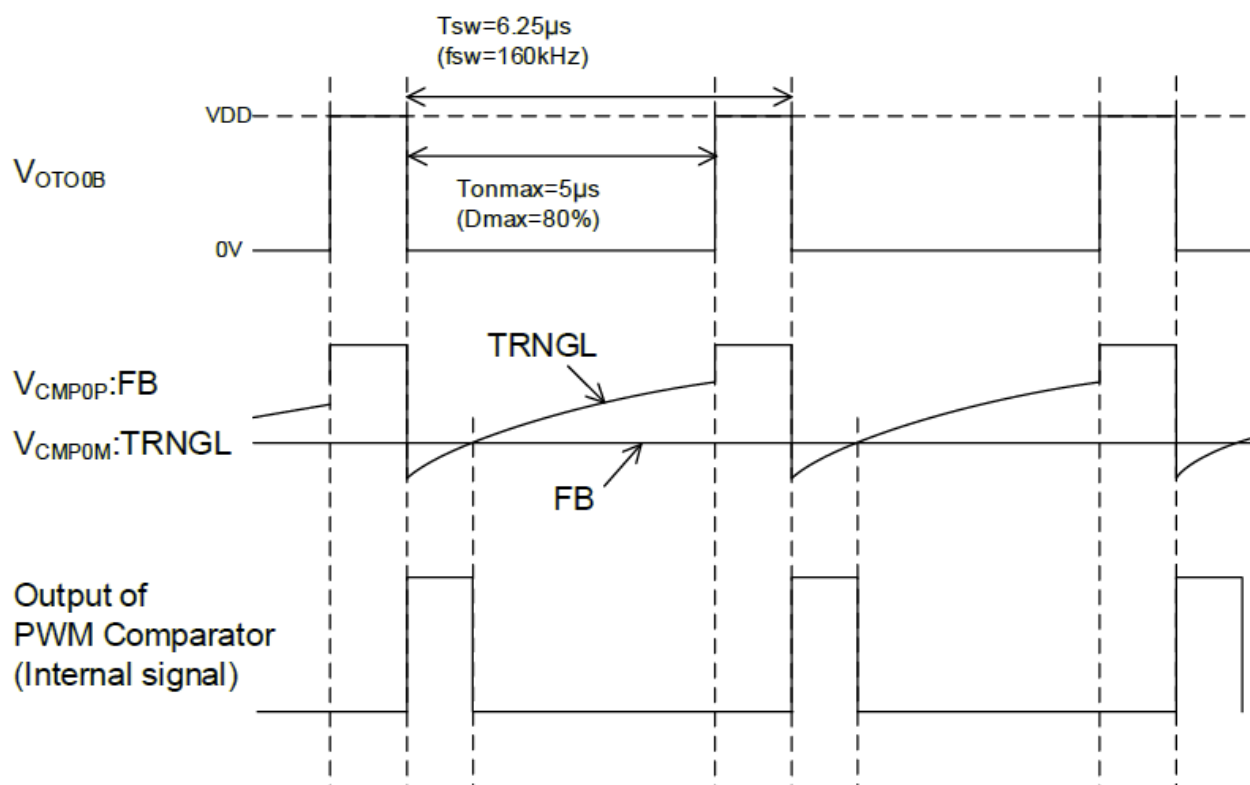 Tsw=6.25µs
(fsw=160kHz)
VDD
VOTO0B
Tonmax=5µs
(Dmax=80%)
0V
TRNGL
VCMP0P:FB
VCMP0M:TRNGL
FB
Output of
PWM Comparator
(Internal signal)